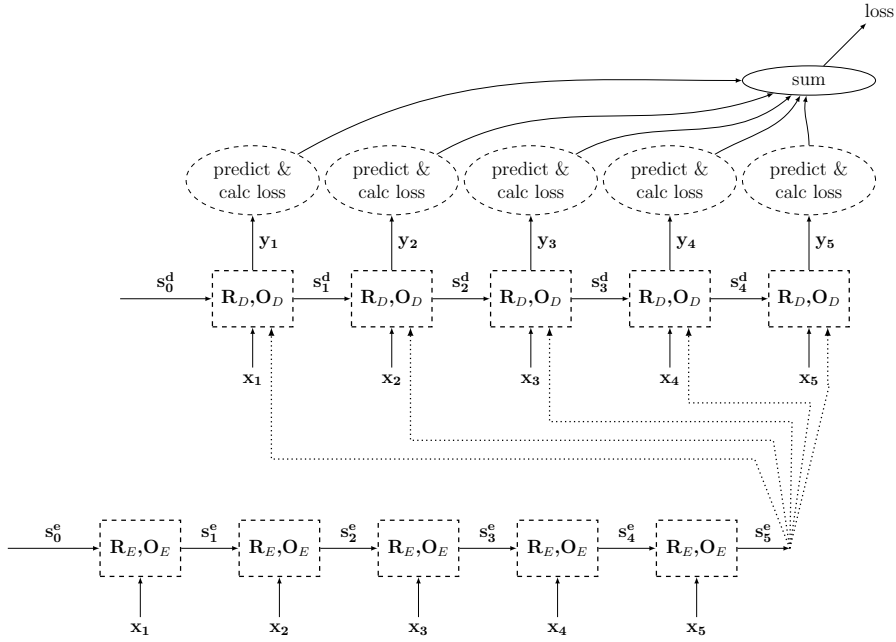 loss
sum
predict & predict & predict & predict & predict &
calc loss calc loss calc loss calc loss calc loss
y₁ y₂ y₃ y₄ y₅
s₀ᵈ s₁ᵈ s₂ᵈ s₃ᵈ s₄ᵈ
R_D,O_D R_D,O_D R_D,O_D R_D,O_D R_D,O_D
x₁ x₂ x₃ x₄ x₅
s₀ᵉ s₁ᵉ s₂ᵉ s₃ᵉ s₄ᵉ s₅ᵉ
R_E,O_E R_E,O_E R_E,O_E R_E,O_E R_E,O_E
x₁ x₂ x₃ x₄ x₅